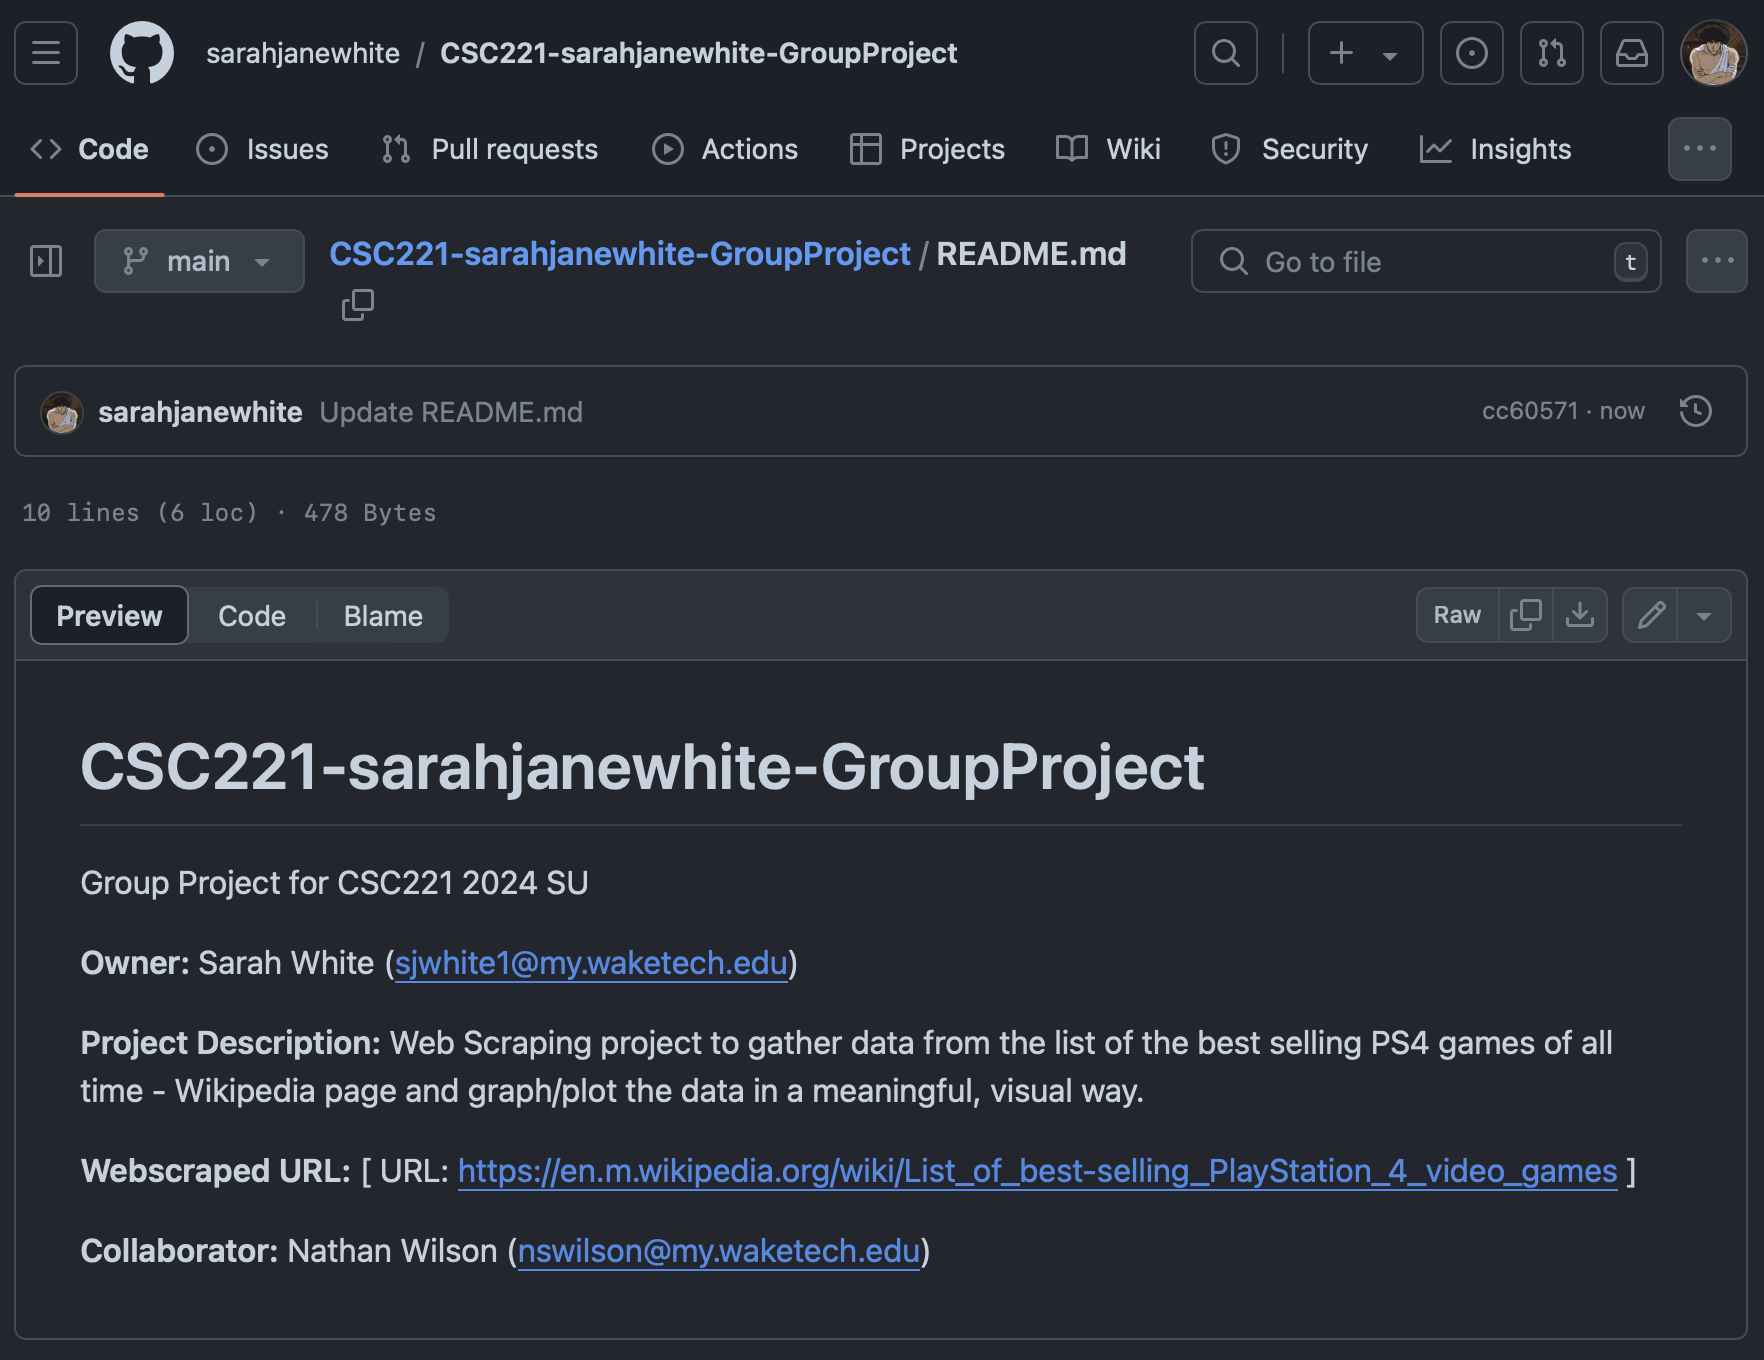 sarahjanewhite / CSC221-sarahjanewhite-GroupProject
Code Issues Pull requests Actions Projects Wiki Security Insights
main CSC221-sarahjanewhite-GroupProject / README.md Go to file t
sarahjanewhite Update README.md cc60571 · now
10 lines (6 loc) · 478 Bytes
Preview Code Blame Raw
CSC221-sarahjanewhite-GroupProject
Group Project for CSC221 2024 SU
Owner: Sarah White (sjwhite1@my.waketech.edu)
Project Description: Web Scraping project to gather data from the list of the best selling PS4 games of all
time - Wikipedia page and graph/plot the data in a meaningful, visual way.
Webscraped URL: [ URL: https://en.m.wikipedia.org/wiki/List_of_best-selling_PlayStation_4_video_games ]
Collaborator: Nathan Wilson (nswilson@my.waketech.edu)